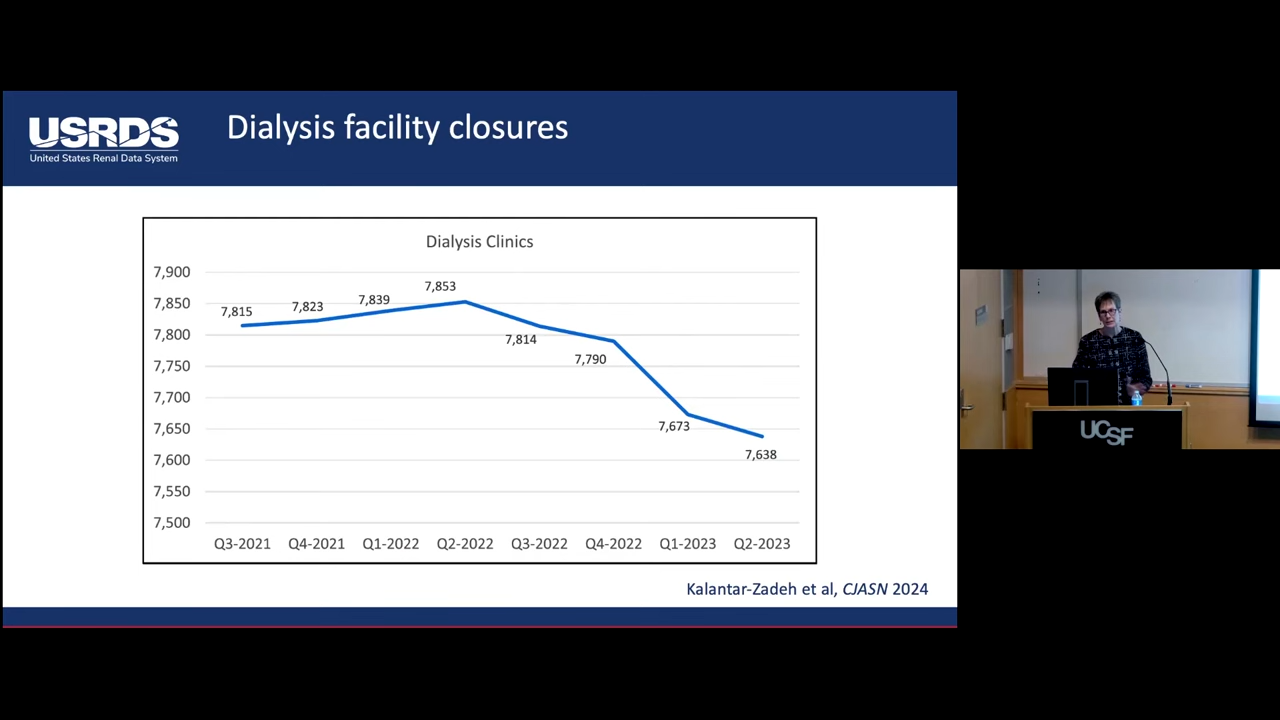 USRDS
United States Renal Data System
Dialysis facility closures
Dialysis Clinics
7,900
7,850
7,800
7,750
7,700
7,650
7,600
7,550
7,500
7,815
7,823
7,839
7,853
7,814
7,790
7,673
7,638
Q3-2021 Q4-2021 Q1-2022 Q2-2022 Q3-2022 Q4-2022 Q1-2023 Q2-2023
Kalantar-Zadeh et al, CJASN 2024
UCSF